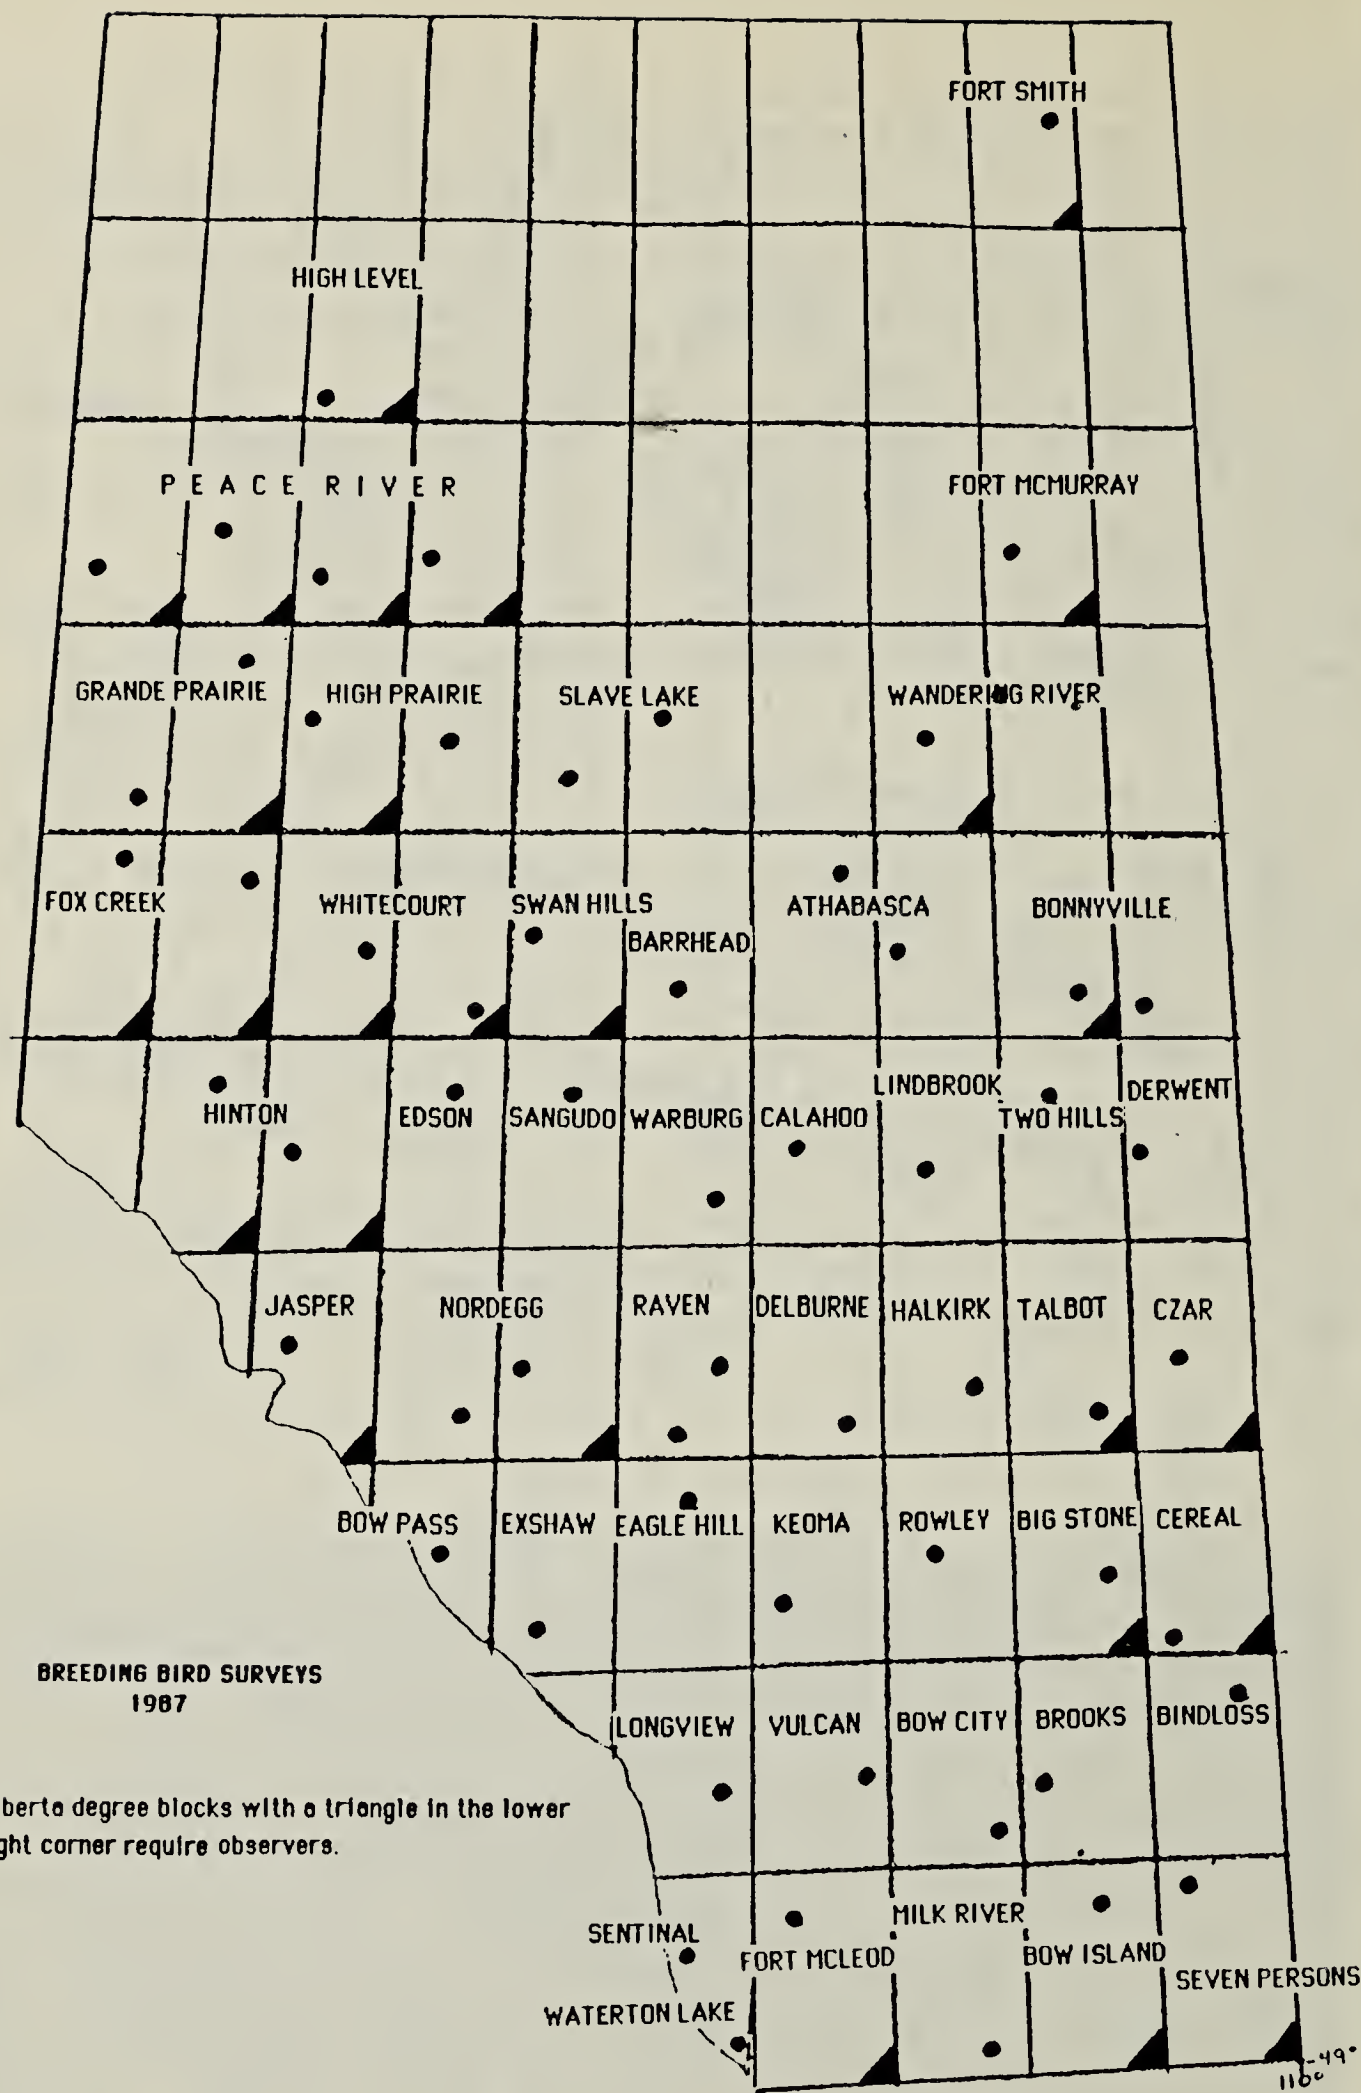 FORT SMITH
HIGH LEVEL
PEACE RIVER
FORT MCMURRAY
GRANDE PRAIRIE
HIGH PRAIRIE
SLAVE LAKE
WANDERING RIVER
FOX CREEK
WHITECOURT
SWAN HILLS
BARRHEAD
ATHABASCA
BONNYVILLE
HINTON
EDSON
SANGUDO
WARBURG
CALAHOO
LINDBROOK
TWO HILLS
DERWENT
JASPER
NORDEGG
RAVEN
DELBURNE
HALKIRK
TALBOT
CZAR
BOW PASS
EXSHAW
EAGLE HILL
KEOMA
ROWLEY
BIG STONE
CEREAL
BREEDING BIRD SURVEYS
1987
LONGVIEW
VULCAN
BOW CITY
BROOKS
BINDLOSS
berta degree blocks with a triangle in the lower
ght corner require observers.
SENTINAL
FORT MCLEOD
MILK RIVER
BOW ISLAND
SEVEN PERSONS
WATERTON LAKE
49°
110°